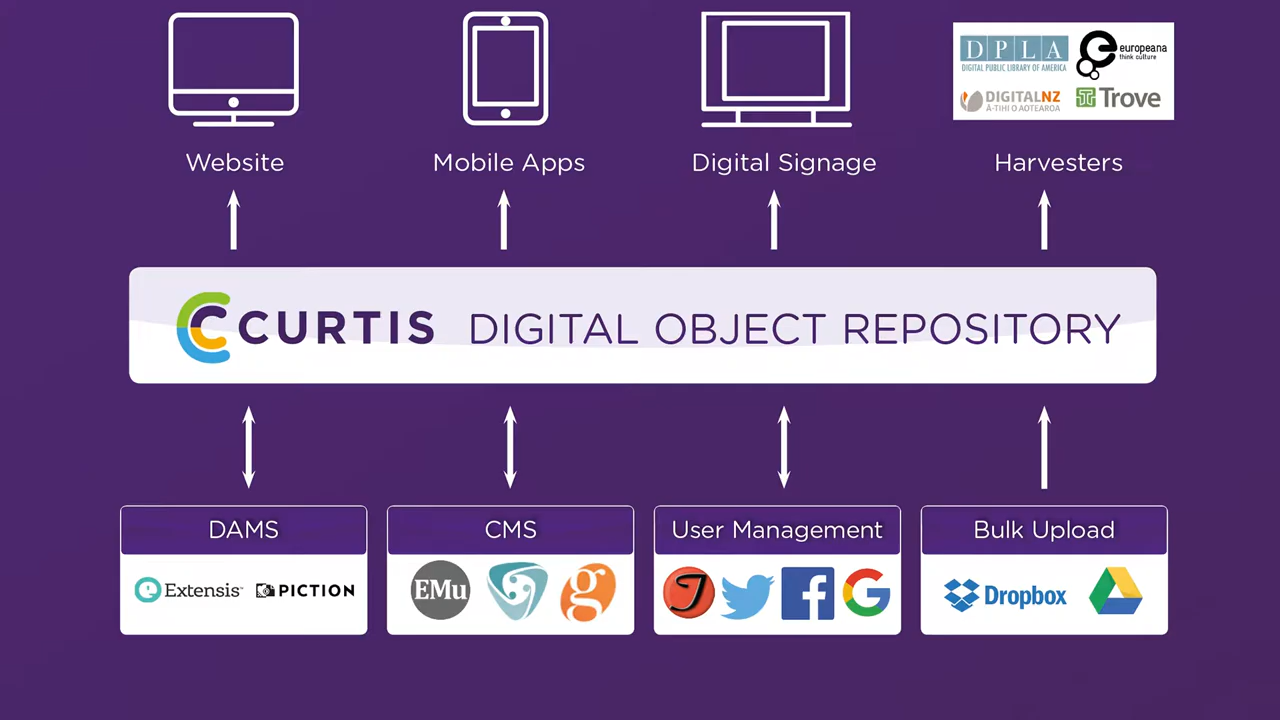 DPLA
DIGITAL PUBLIC LIBRARY OF AMERICA
europeana
think culture
DIGITALNZ
Ā-TIHI O AOTEAROA
Trove
Website
Mobile Apps
Digital Signage
Harvesters
CURTIS DIGITAL OBJECT REPOSITORY
DAMS
CMS
User Management
Bulk Upload
Extensis
PICTION
EMu
g
J
f
G
Dropbox